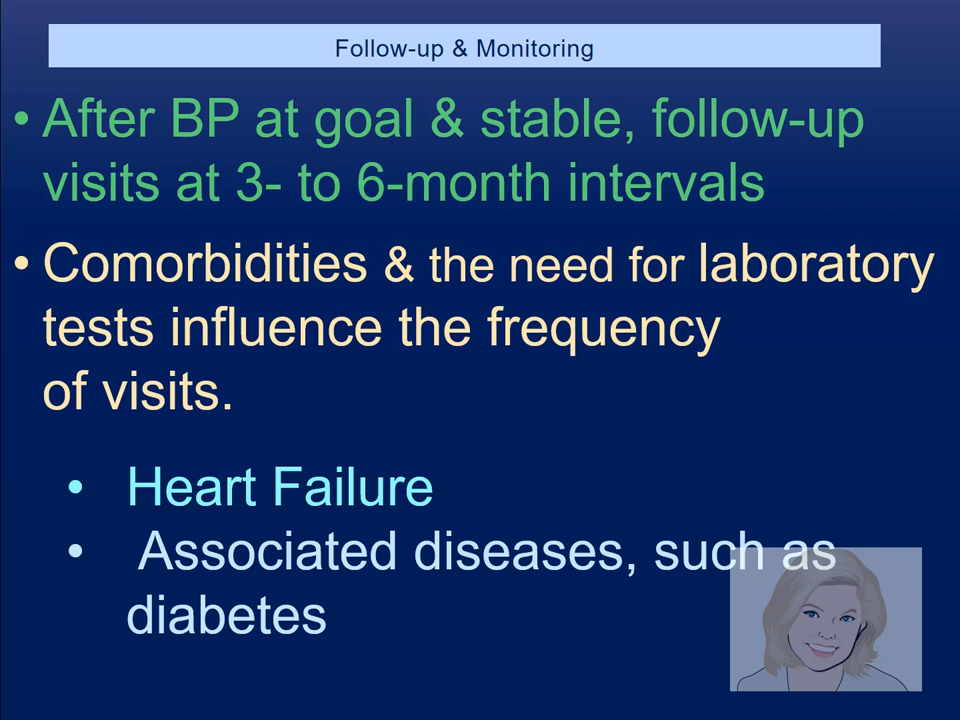 Follow-up & Monitoring
• After BP at goal & stable, follow-up
visits at 3- to 6-month intervals
• Comorbidities & the need for laboratory
tests influence the frequency
of visits.
• Heart Failure
• Associated diseases, such as
diabetes